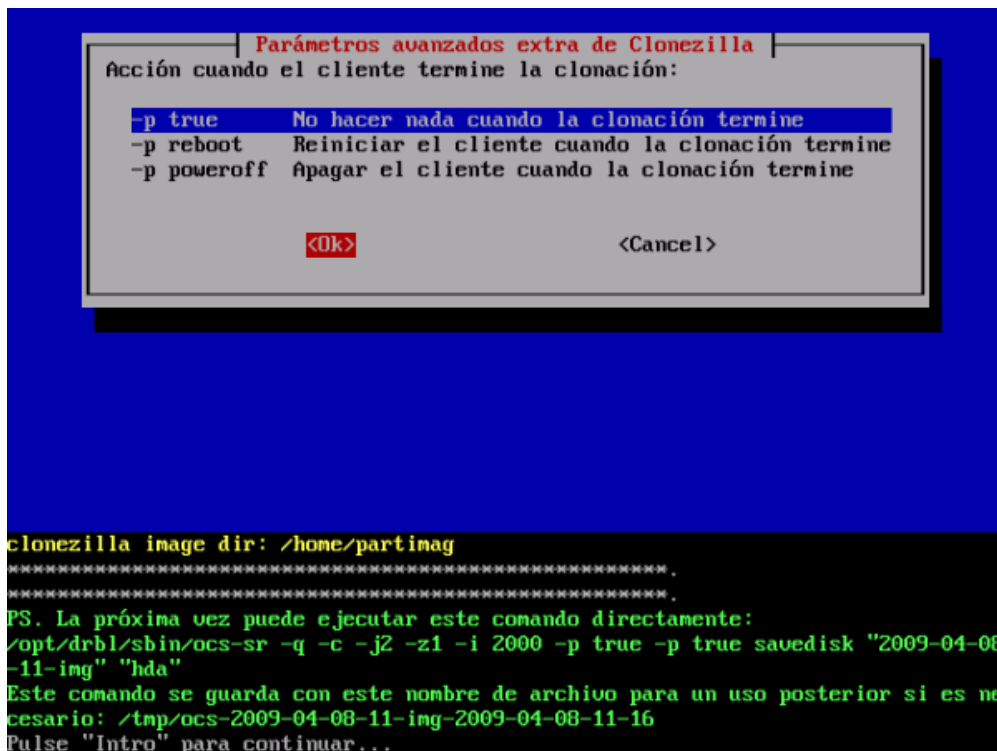 Parámetros avanzados extra de Clonezilla
Acción cuando el cliente termine la clonación:
-p true No hacer nada cuando la clonación termine
-p reboot Reiniciar el cliente cuando la clonación termine
-p poweroff Apagar el cliente cuando la clonación termine
<Ok> <Cancel>
clonezilla image dir: /home/partimag
*****************************************************.
*****************************************************.
PS. La próxima vez puede ejecutar este comando directamente:
/opt/drbl/sbin/ocs-sr -q -c -j2 -z1 -i 2000 -p true -p true savedisk "2009-04-08
-11-img" "hda"
Este comando se guarda con este nombre de archivo para un uso posterior si es ne
cesario: /tmp/ocs-2009-04-08-11-img-2009-04-08-11-16
Pulse "Intro" para continuar...